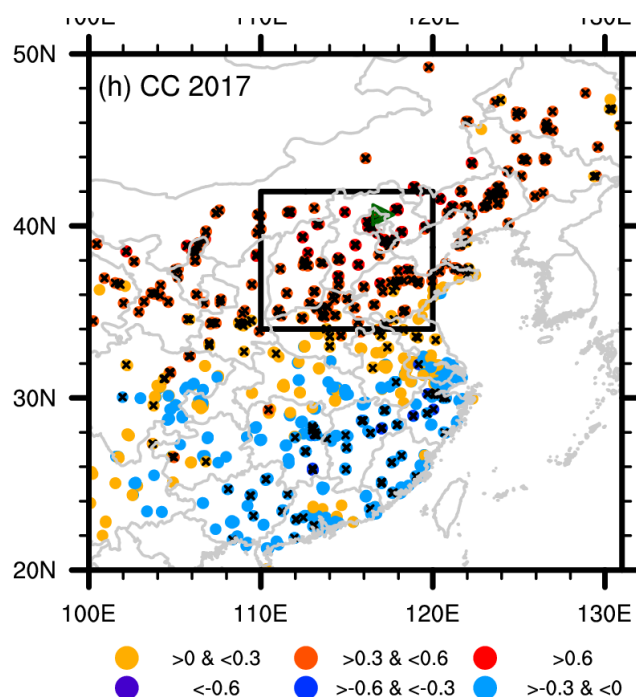 100E 110E 120E 130E
50N
(h) CC 2017
40N
30N
20N
100E 110E 120E 130E
>0 & <0.3 >0.3 & <0.6 >0.6
<-0.6 >-0.6 & <-0.3 >-0.3 & <0